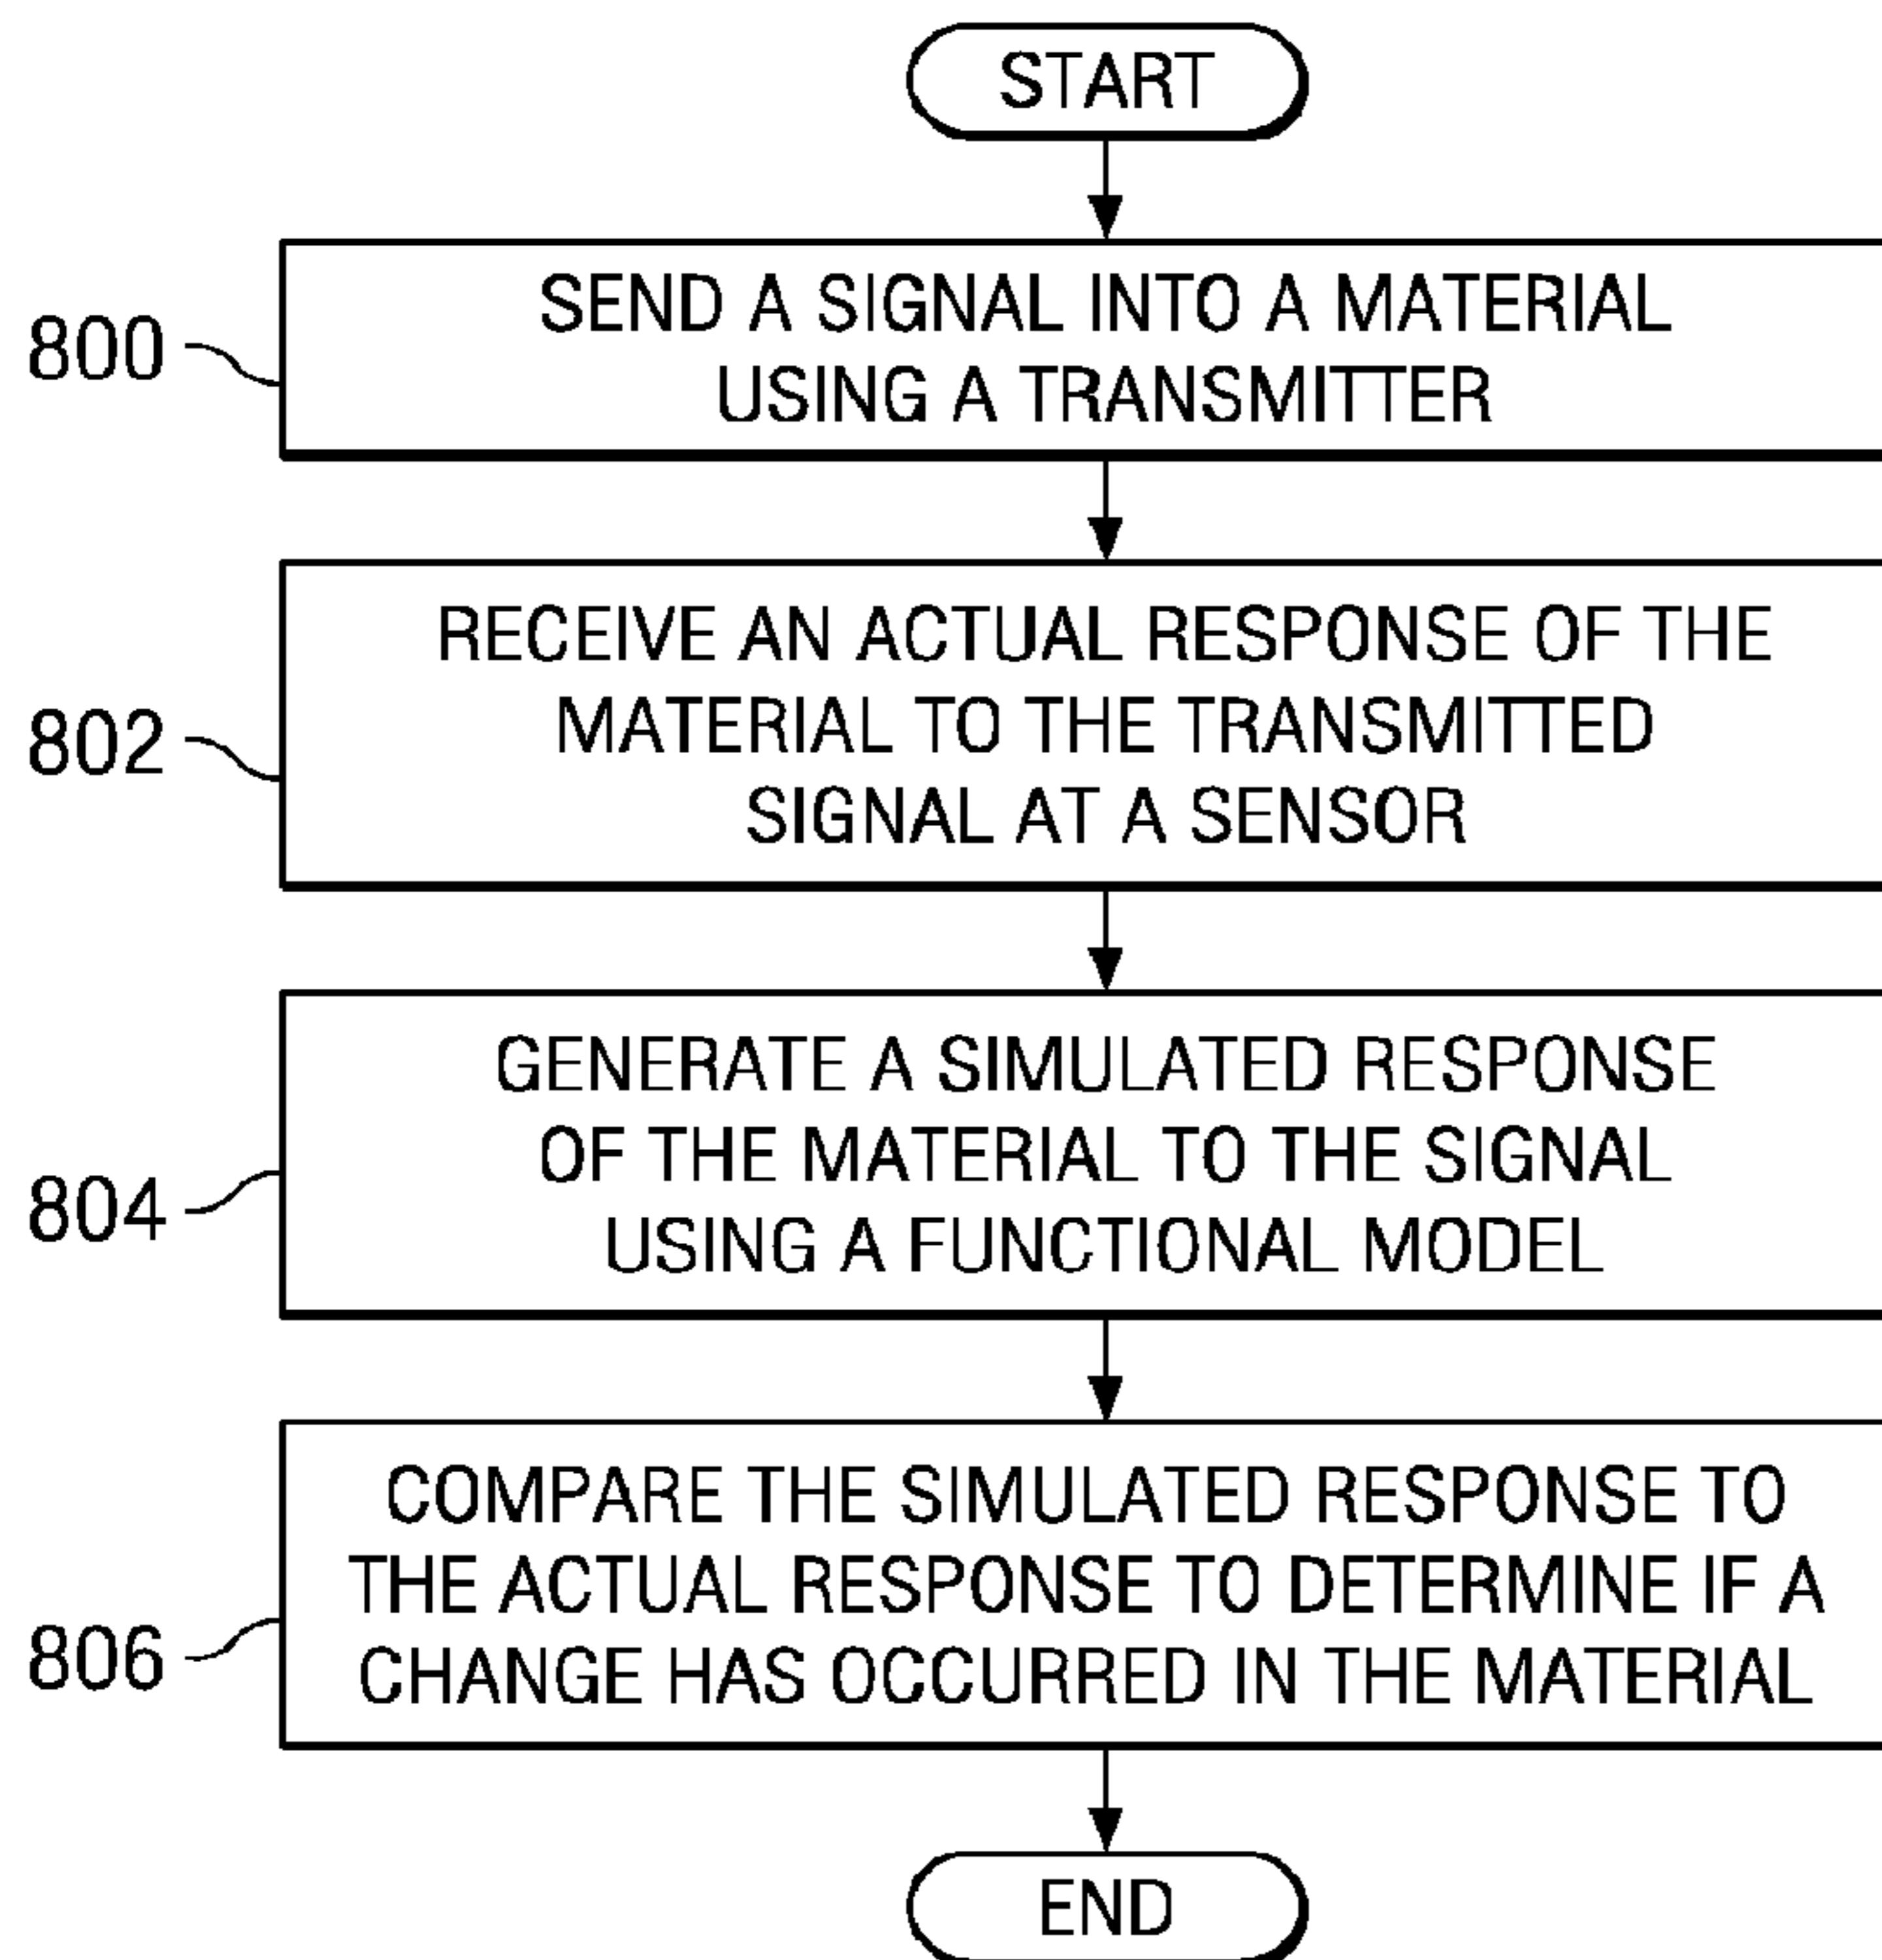 START
800
SEND A SIGNAL INTO A MATERIAL
USING A TRANSMITTER
802
RECEIVE AN ACTUAL RESPONSE OF THE
MATERIAL TO THE TRANSMITTED
SIGNAL AT A SENSOR
804
GENERATE A SIMULATED RESPONSE
OF THE MATERIAL TO THE SIGNAL
USING A FUNCTIONAL MODEL
806
COMPARE THE SIMULATED RESPONSE TO
THE ACTUAL RESPONSE TO DETERMINE IF A
CHANGE HAS OCCURRED IN THE MATERIAL
END